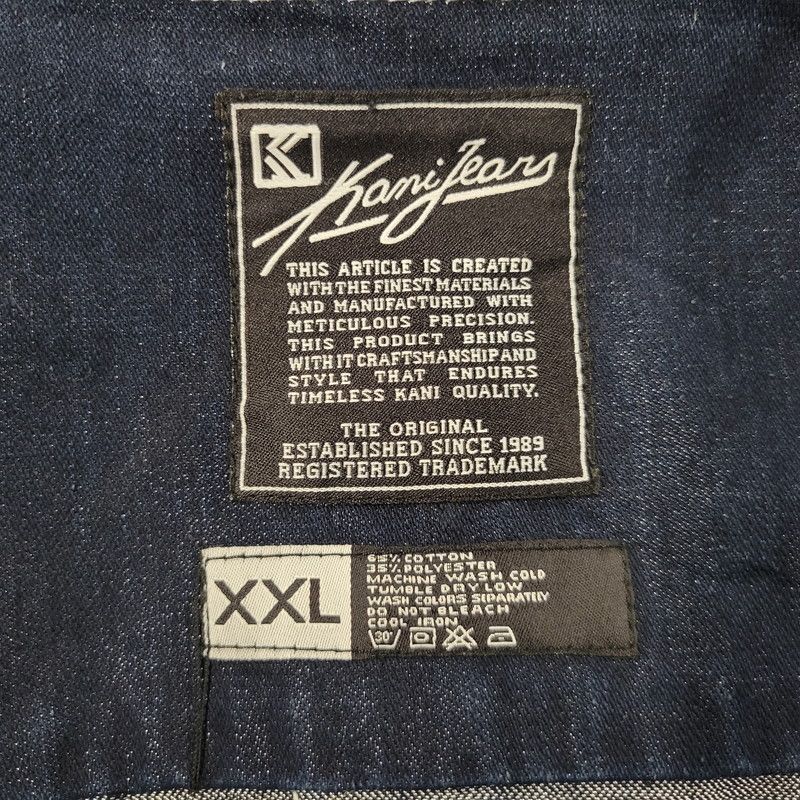 K
Kani Jeans
THIS ARTICLE IS CREATED
WITH THE FINEST MATERIALS
AND MANUFACTURED WITH
METICULOUS PRECISION.
THIS PRODUCT BRINGS
WITH IT CRAFTSMANSHIP AND
STYLE THAT ENDURES
TIMELESS KANI QUALITY.
THE ORIGINAL
ESTABLISHED SINCE 1989
REGISTERED TRADEMARK
XXL
65% COTTON
35% POLYESTER
MACHINE WASH COLD
TUMBLE DRY LOW
WASH COLORS SEPARATELY
DO NOT BLEACH
COOL IRON
30°